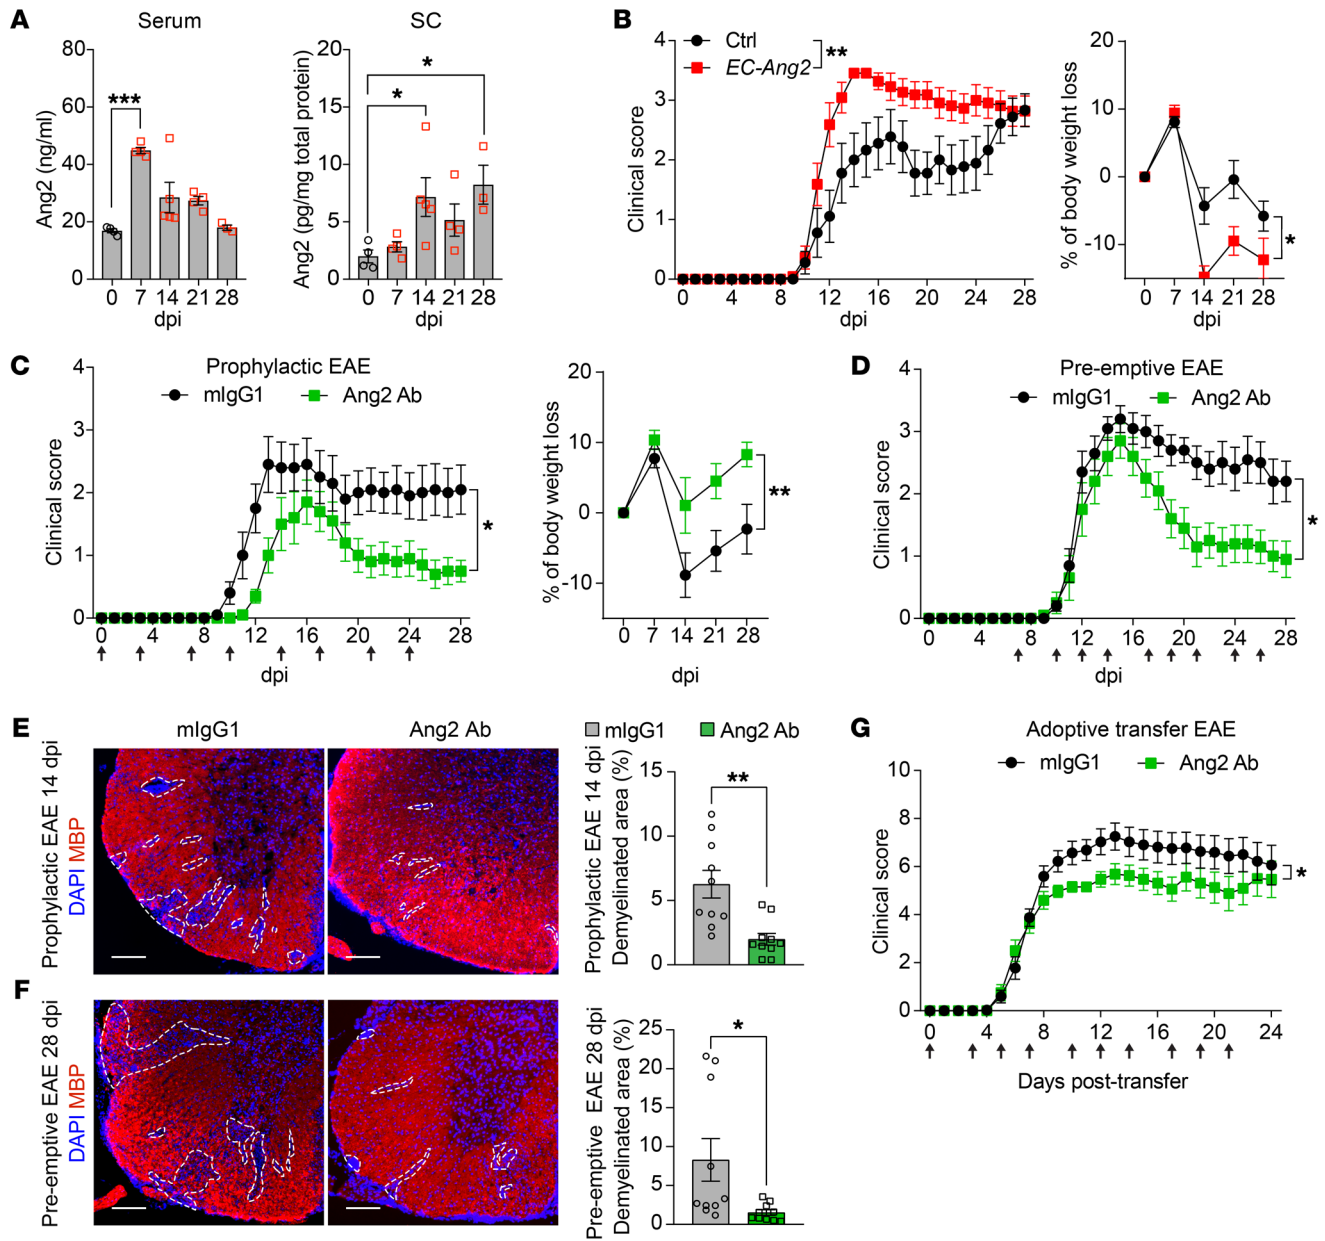 A
Serum
SC
Ang2 (ng/ml)
80
60
40
20
0
***
0 7 14 21 28
dpi
Ang2 (pg/mg total protein)
20
15
10
5
0
*
*
0 7 14 21 28
dpi
B
Clinical score
4
3
2
1
0
Ctrl
EC-Ang2
**
0 4 8 12 16 20 24 28
dpi
% of body weight loss
20
10
0
-10
*
0 7 14 21 28
dpi
C
Prophylactic EAE
mIgG1 Ang2 Ab
Clinical score
4
3
2
1
0
*
0 4 8 12 16 20 24 28
dpi
% of body weight loss
20
10
0
-10
**
0 7 14 21 28
dpi
D
Pre-emptive EAE
mIgG1 Ang2 Ab
Clinical score
4
3
2
1
0
*
0 4 8 12 16 20 24 28
dpi
E
mIgG1
Ang2 Ab
Prophylactic EAE 14 dpi
DAPI MBP
mIgG1 Ang2 Ab
Prophylactic EAE 14 dpi
Demyelinated area (%)
15
10
5
0
**
F
Pre-emptive EAE 28 dpi
DAPI MBP
Pre-emptive EAE 28 dpi
Demyelinated area (%)
25
20
15
10
5
0
*
G
Adoptive transfer EAE
mIgG1 Ang2 Ab
Clinical score
10
8
6
4
2
0
*
0 4 8 12 16 20 24
Days post-transfer